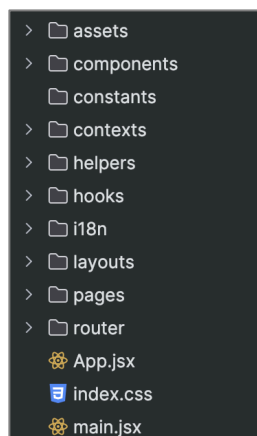 assets
components
constants
contexts
helpers
hooks
i18n
layouts
pages
router
App.jsx
index.css
main.jsx